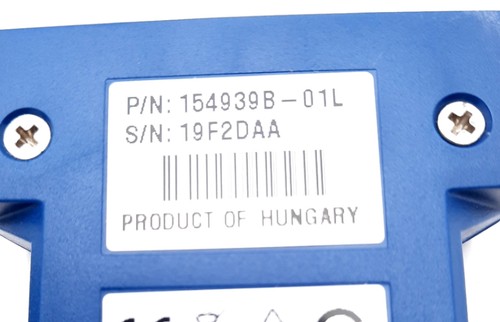 P/N: 154939B-01L
S/N: 19F2DAA
PRODUCT OF HUNGARY